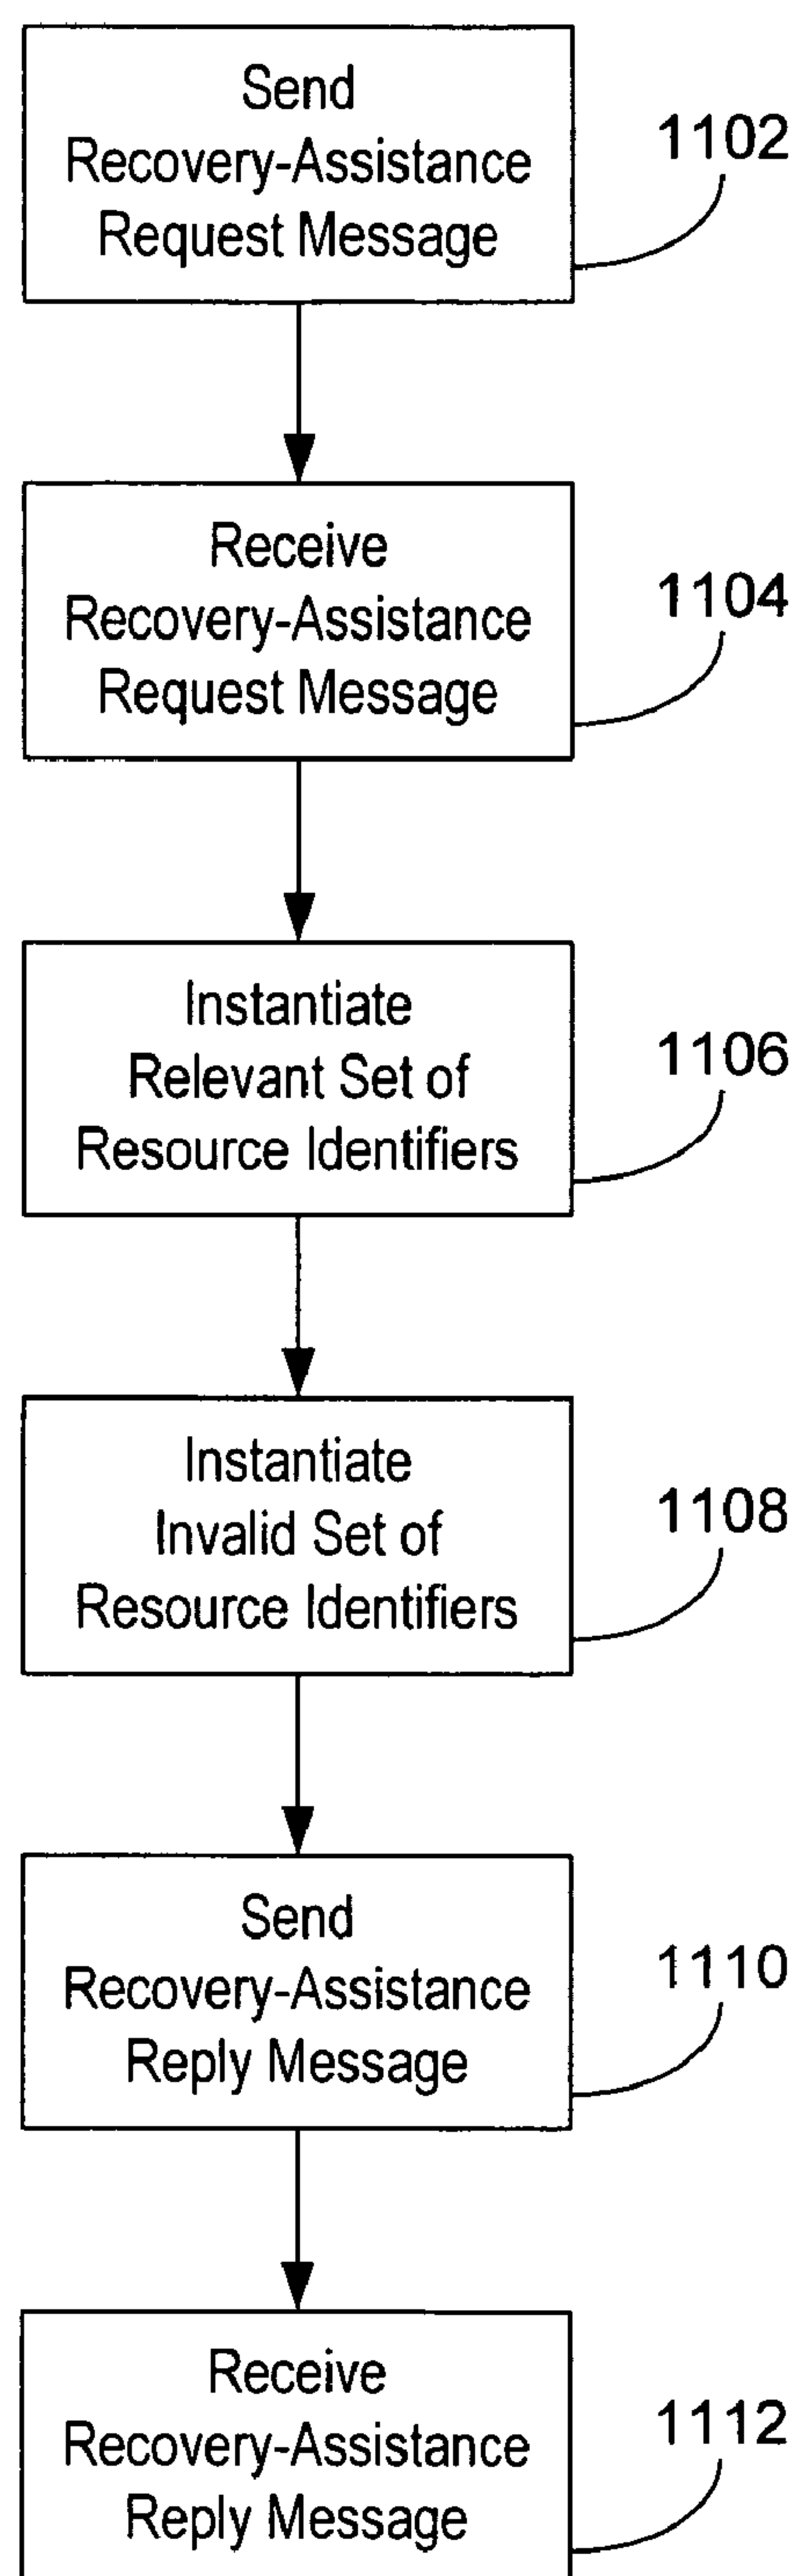 Send
Recovery-Assistance
Request Message
1102
Receive
Recovery-Assistance
Request Message
1104
Instantiate
Relevant Set of
Resource Identifiers
1106
Instantiate
Invalid Set of
Resource Identifiers
1108
Send
Recovery-Assistance
Reply Message
1110
Receive
Recovery-Assistance
Reply Message
1112